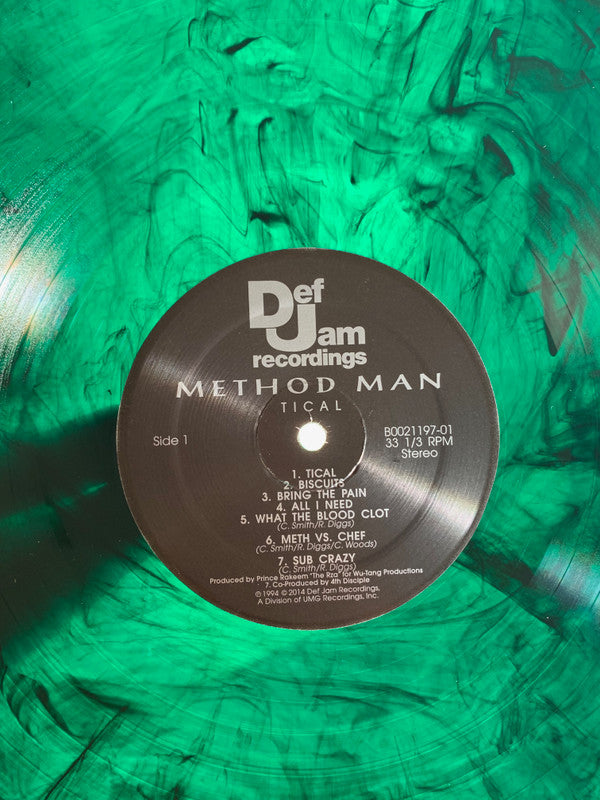 Def
Jam
recordings
METHOD MAN
TICAL
Side 1
B0021197-01
33 1/3 RPM
Stereo
1. TICAL
2. BISCUITS
3. BRING THE PAIN
4. ALL I NEED
5. WHAT THE BLOOD CLOT
(C. Smith/R. Diggs)
6. METH VS. CHEF
(C. Smith/R. Diggs/C. Woods)
7. SUB CRAZY
(C. Smith/R. Diggs)
Produced by Prince Rakeem "The Rza" for Wu-Tang Productions
7. Co-Produced by 4th Disciple
℗ 1994 © 2014 Def Jam Recordings,
A Division of UMG Recordings, Inc.